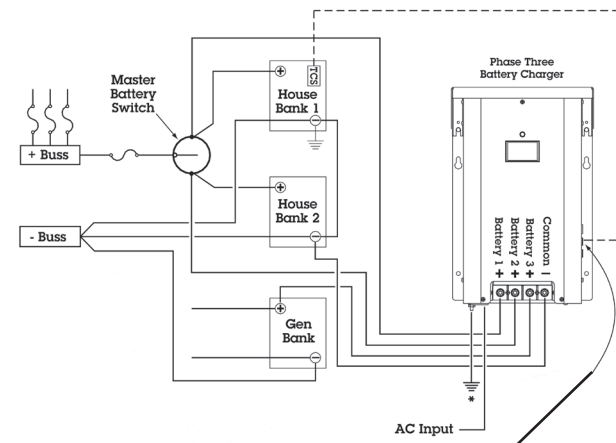 Phase Three
Battery Charger
Master
Battery
Switch
TCS
House
Bank 1
+ Buss
House
Bank 2
- Buss
Gen
Bank
Battery 1 +
Battery 2 +
Battery 3 +
Common −
*
AC Input